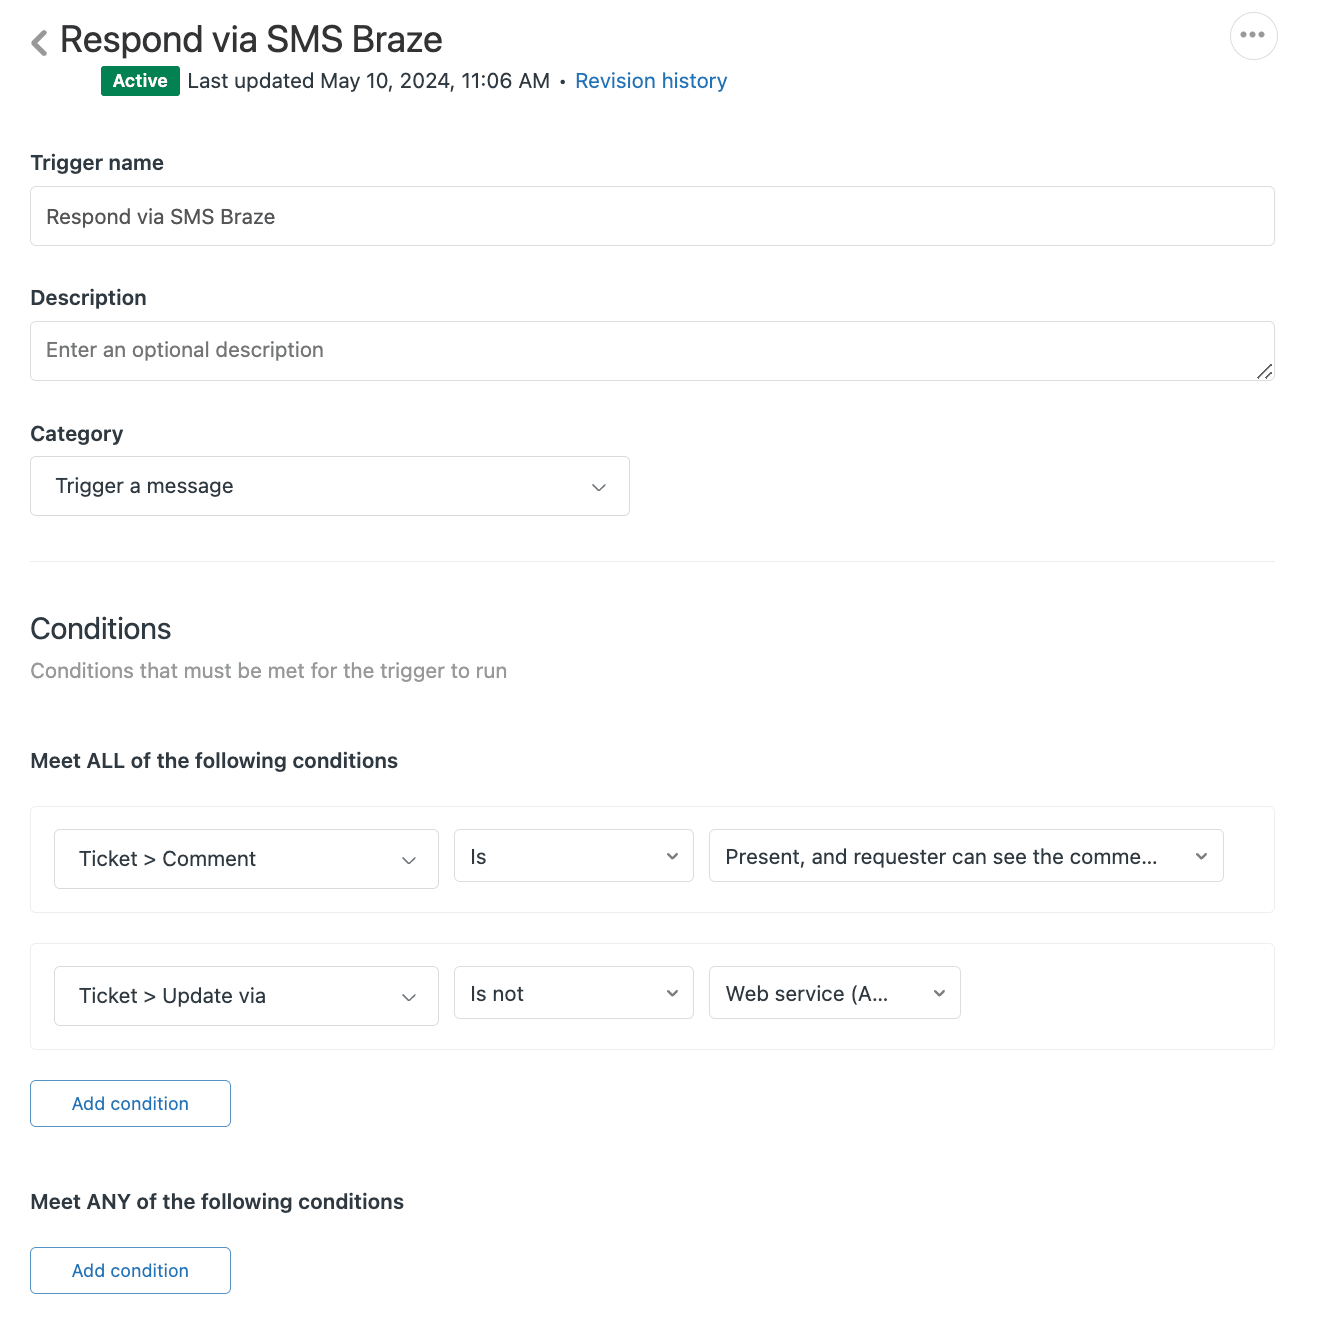 Respond via SMS Braze
Active Last updated May 10, 2024, 11:06 AM • Revision history
Trigger name
Respond via SMS Braze
Description
Enter an optional description
Category
Trigger a message
Conditions
Conditions that must be met for the trigger to run
Meet ALL of the following conditions
Ticket > Comment Is Present, and requester can see the comme...
Ticket > Update via Is not Web service (A...
Add condition
Meet ANY of the following conditions
Add condition